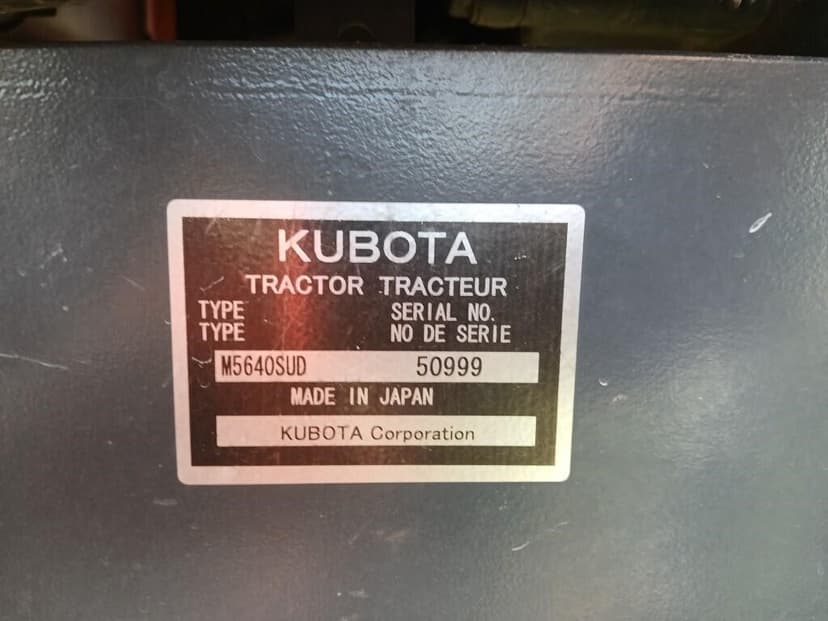 KUBOTA
TRACTOR TRACTEUR
TYPE SERIAL NO.
TYPE NO DE SERIE
M5640SUD 50999
MADE IN JAPAN
KUBOTA Corporation